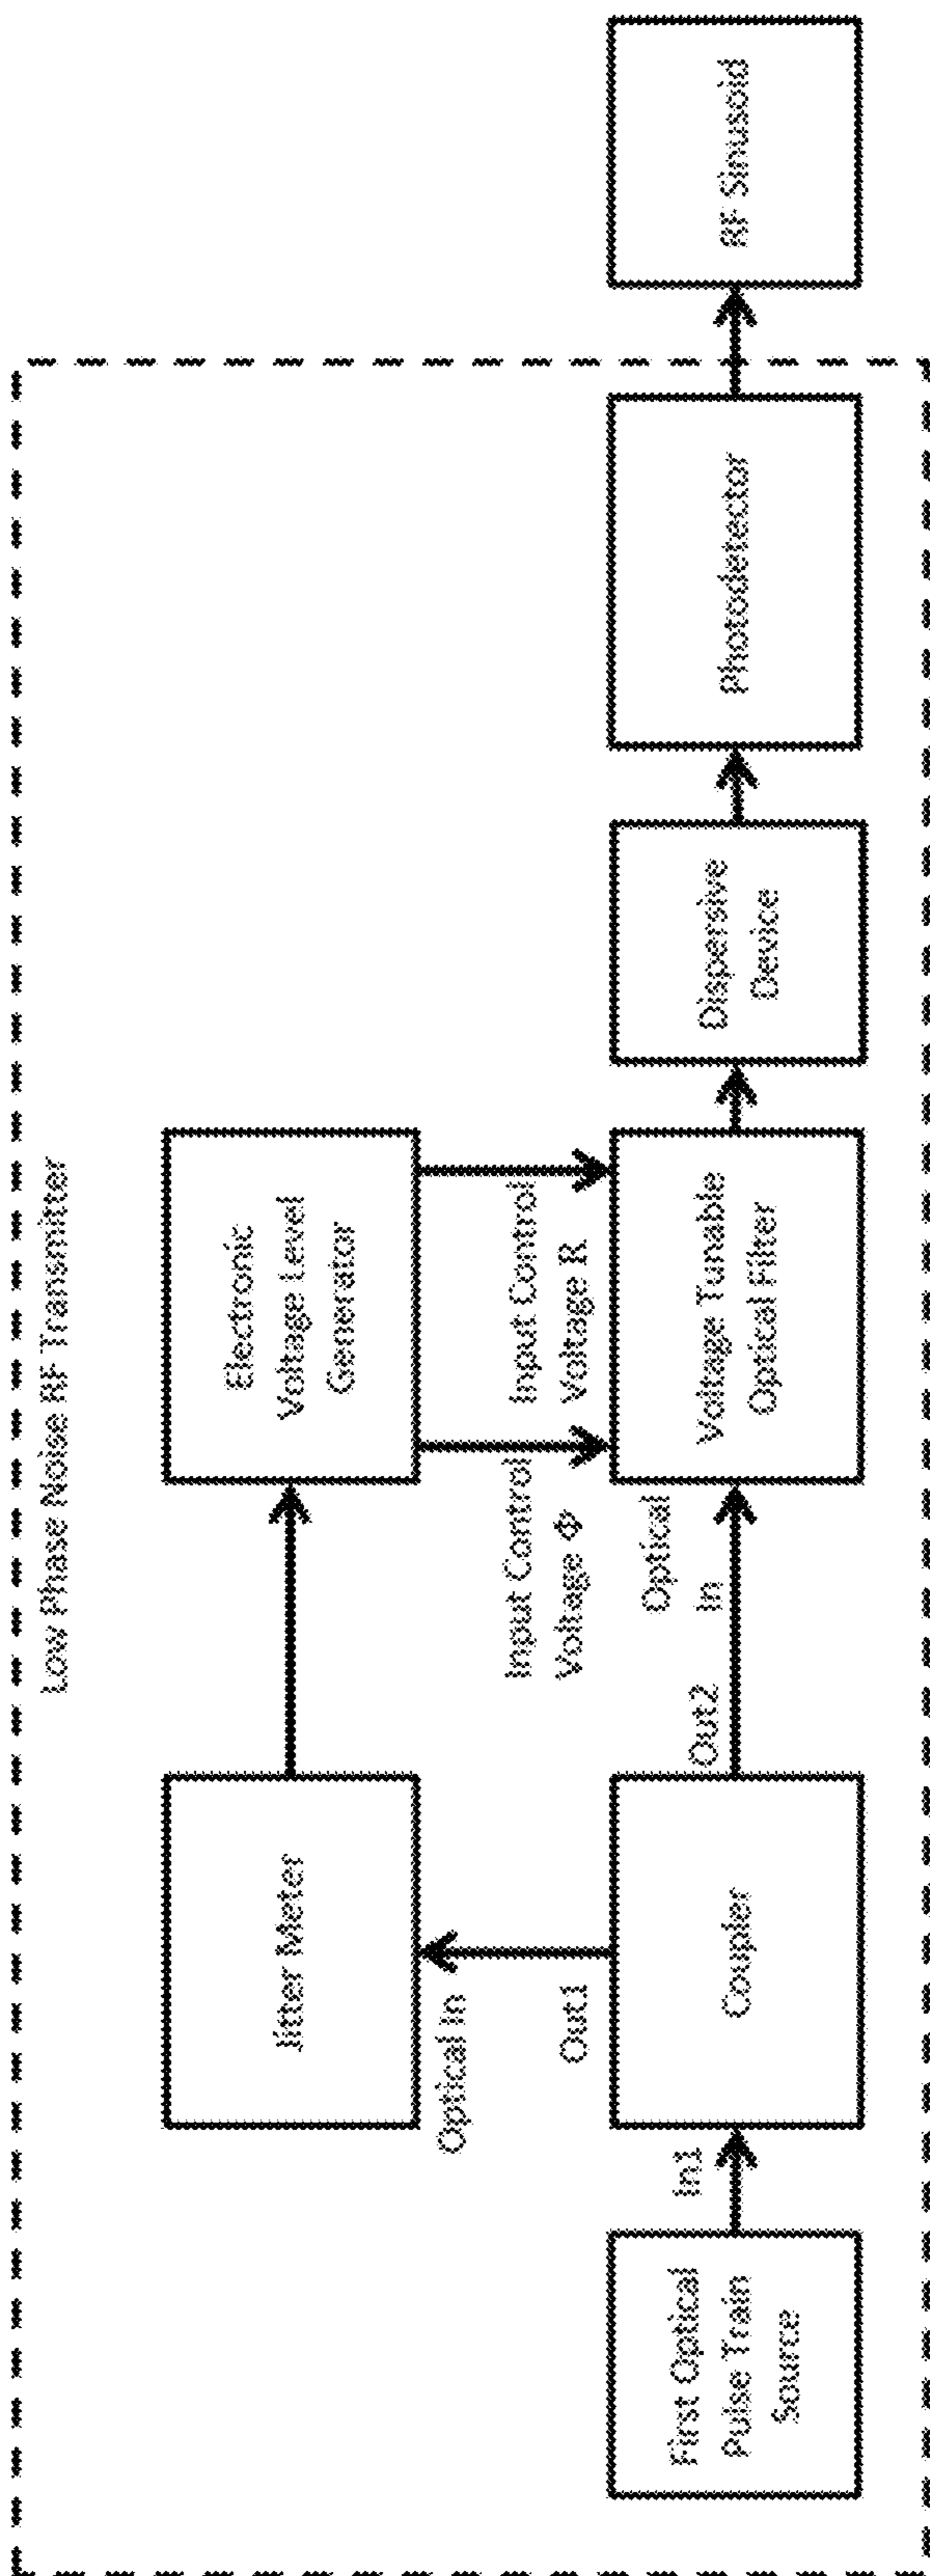 Low Phase Noise RF Transmitter
Jitter Meter
Electronic
Voltage Level
Generator
Optical In
Out1
Input Control
Voltage Φ
Input Control
Voltage R
First Optical
Pulse Train
Source
In1
Coupler
Out2
Optical
In
Voltage Tunable
Optical Filter
Dispersive
Device
Photodetector
RF Sinusoid